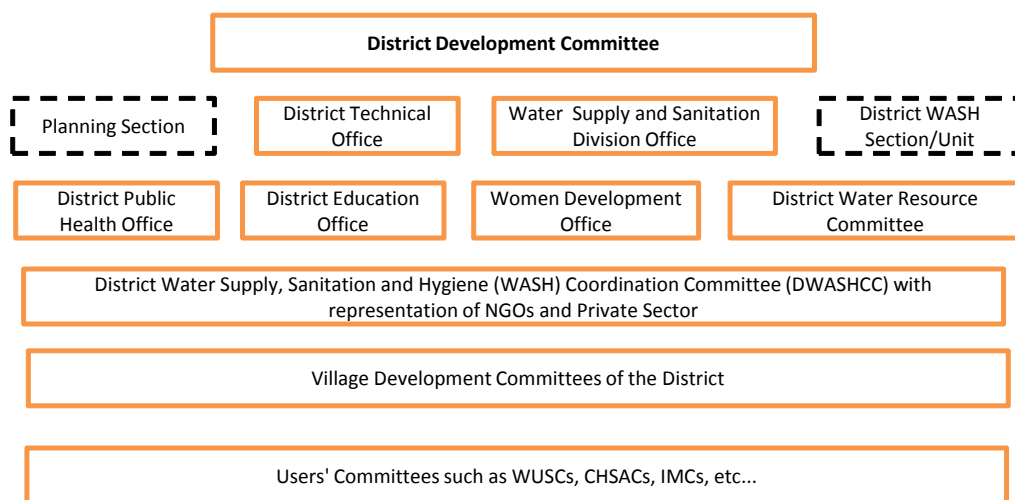 District Development Committee
Planning Section
District Technical
Office
Water Supply and Sanitation
Division Office
District WASH
Section/Unit
District Public
Health Office
District Education
Office
Women Development
Office
District Water Resource
Committee
District Water Supply, Sanitation and Hygiene (WASH) Coordination Committee (DWASHCC) with
representation of NGOs and Private Sector
Village Development Committees of the District
Users' Committees such as WUSCs, CHSACs, IMCs, etc...